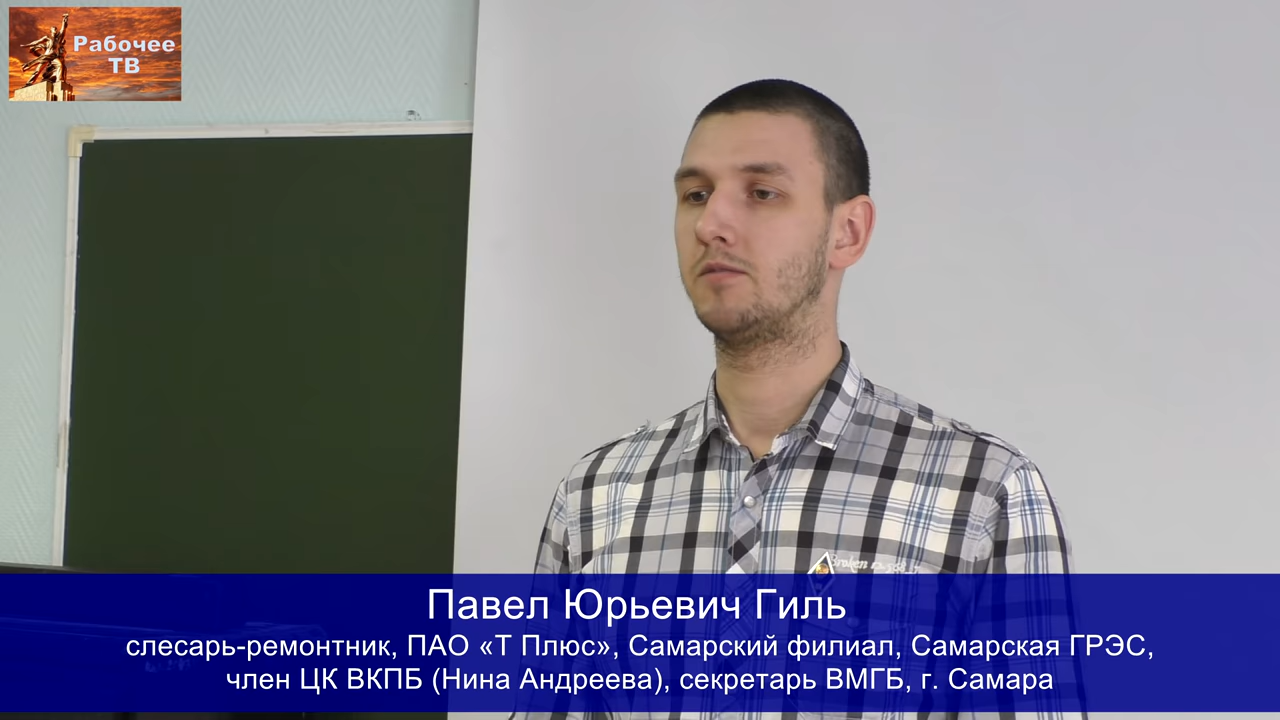 Рабочее
ТВ
Павел Юрьевич Гиль
слесарь-ремонтник, ПАО «Т Плюс», Самарский филиал, Самарская ГРЭС,
член ЦК ВКПБ (Нина Андреева), секретарь ВМГБ, г. Самара